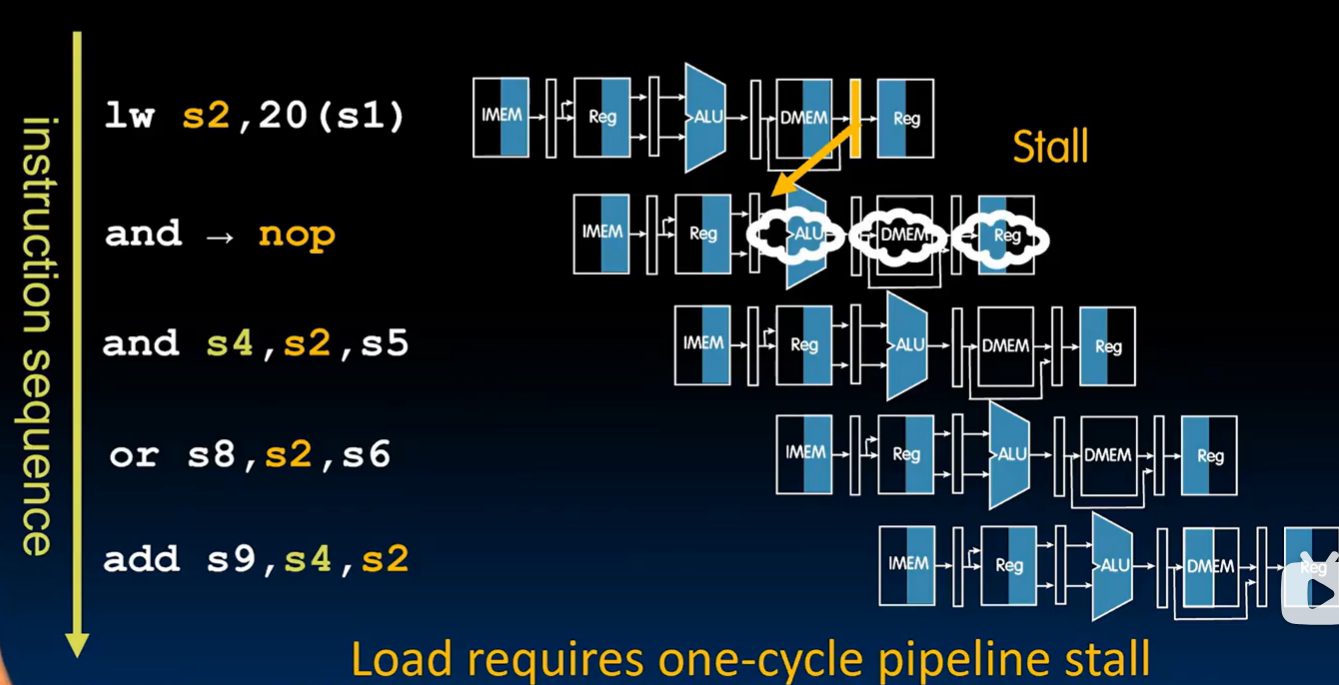 instruction sequence
lw s2,20(s1)
IMEM Reg ALU DMEM Reg
Stall
and → nop
IMEM Reg ALU DMEM Reg
and s4,s2,s5
IMEM Reg ALU DMEM Reg
or s8,s2,s6
IMEM Reg ALU DMEM Reg
add s9,s4,s2
IMEM Reg ALU DMEM Reg
Load requires one-cycle pipeline stall